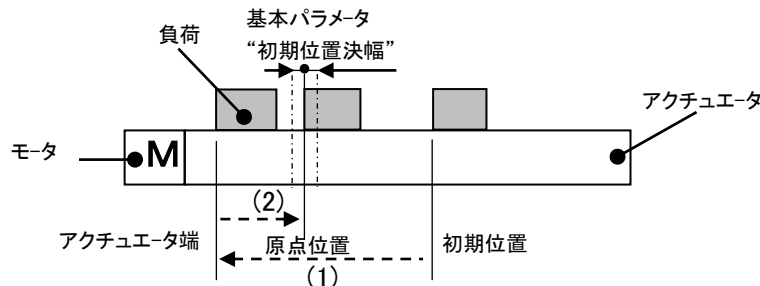 基本パラメータ
“初期位置決幅”
負荷
アクチュエータ
モータ
M
(2)
アクチュエータ端
原点位置
初期位置
(1)